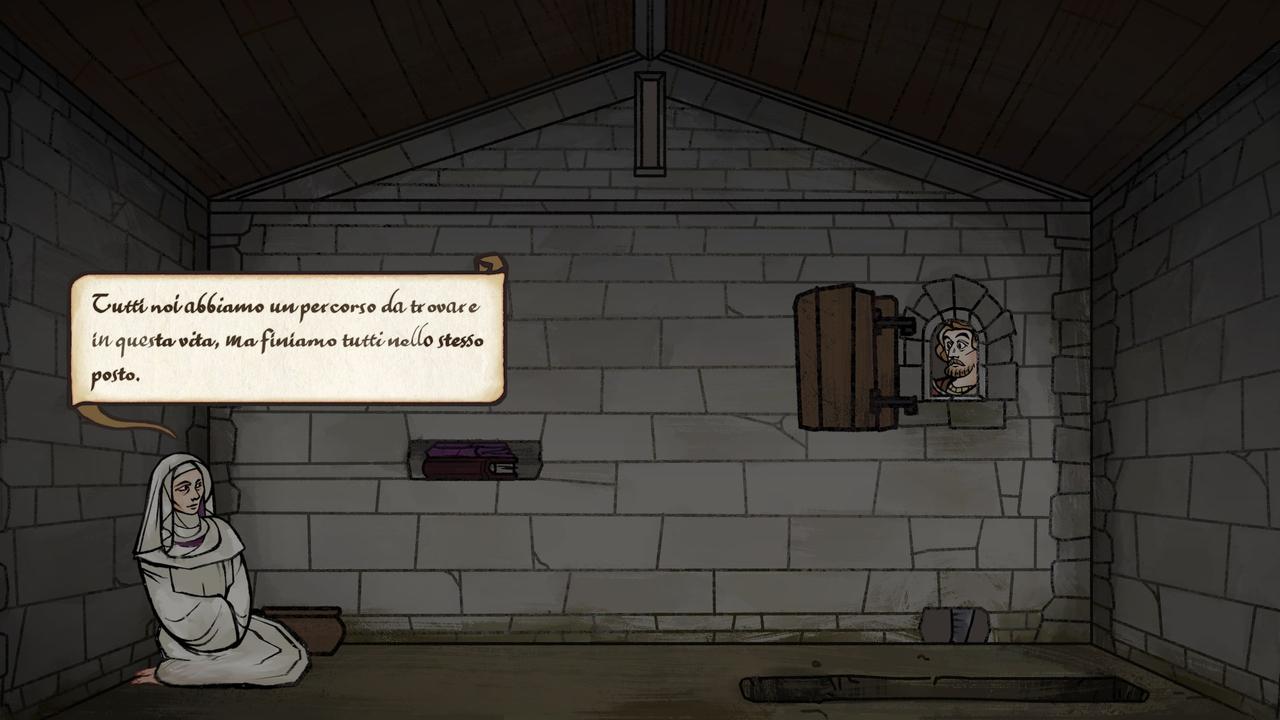 Tutti noi abbiamo un percorso da trovare
in questa vita, ma finiamo tutti nello stesso
posto.